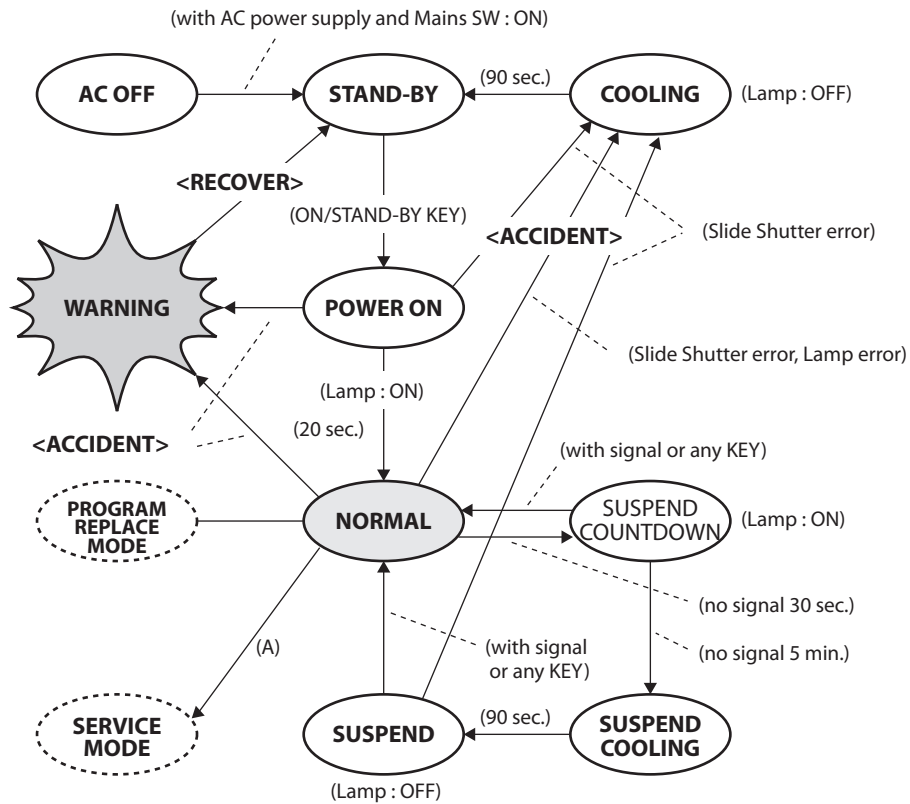 (with AC power supply and Mains SW : ON)
AC OFF
STAND-BY
(90 sec.)
COOLING
(Lamp : OFF)
<RECOVER>
(ON/STAND-BY KEY)
<ACCIDENT>
(Slide Shutter error)
WARNING
POWER ON
(Slide Shutter error, Lamp error)
(Lamp : ON)
(20 sec.)
<ACCIDENT>
(with signal or any KEY)
PROGRAM
REPLACE
MODE
NORMAL
SUSPEND
COUNTDOWN
(Lamp : ON)
(no signal 30 sec.)
(A)
(with signal
or any KEY)
(no signal 5 min.)
SERVICE
MODE
SUSPEND
(90 sec.)
SUSPEND
COOLING
(Lamp : OFF)